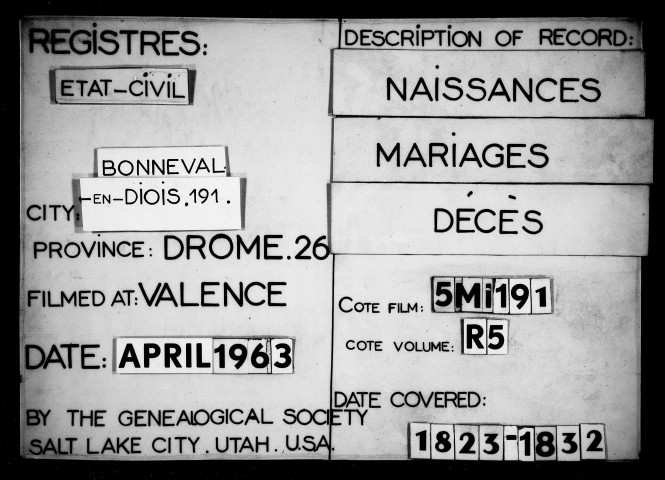 REGISTRES:
ETAT-CIVIL
BONNEVAL
-EN-DIOIS.191.
CITY:
PROVINCE: DROME.26
FILMED AT: VALENCE
DATE: APRIL 1963
BY THE GENEALOGICAL SOCIETY
SALT LAKE CITY. UTAH. U.S.A.
DESCRIPTION OF RECORD:
NAISSANCES
MARIAGES
DÉCÈS
COTE FILM: 5Mi191
COTE VOLUME: R5
DATE COVERED:
1823-1832